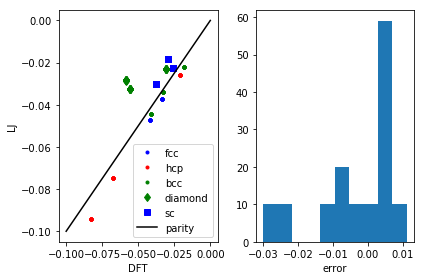 0.00
−0.02
−0.04
−0.06
−0.08
−0.10
LJ
−0.100 −0.075 −0.050 −0.025 0.000
DFT
fcc
hcp
bcc
diamond
sc
parity
60
50
40
30
20
10
0
−0.03 −0.02 −0.01 0.00 0.01
error